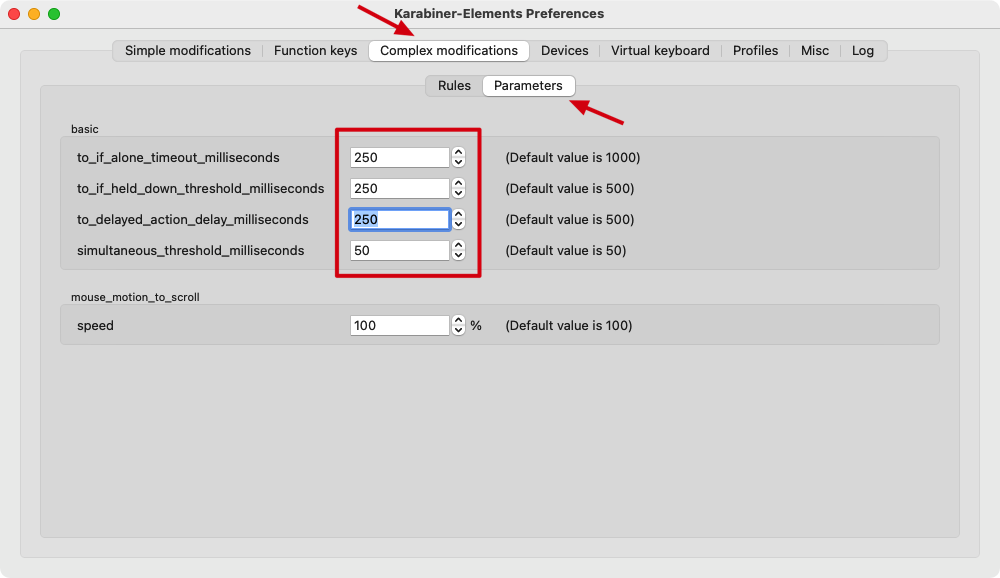 Karabiner-Elements Preferences
Simple modifications Function keys Complex modifications Devices Virtual keyboard Profiles Misc Log
Rules Parameters
basic
to_if_alone_timeout_milliseconds 250 (Default value is 1000)
to_if_held_down_threshold_milliseconds 250 (Default value is 500)
to_delayed_action_delay_milliseconds 250 (Default value is 500)
simultaneous_threshold_milliseconds 50 (Default value is 50)
mouse_motion_to_scroll
speed 100 % (Default value is 100)